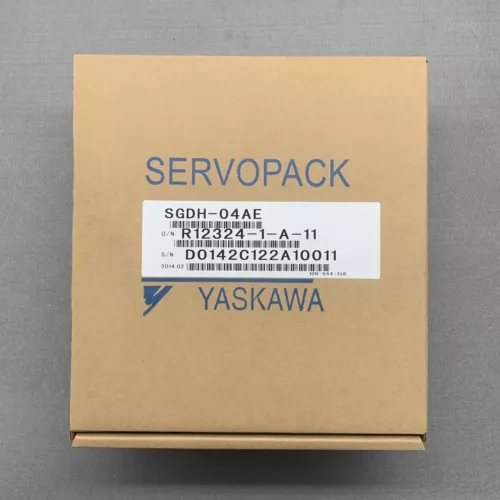 SERVOPACK
SGDH-04AE
O/N R12324-1-A-11
S/N D0142C122A10011
2014.02
YASKAWA